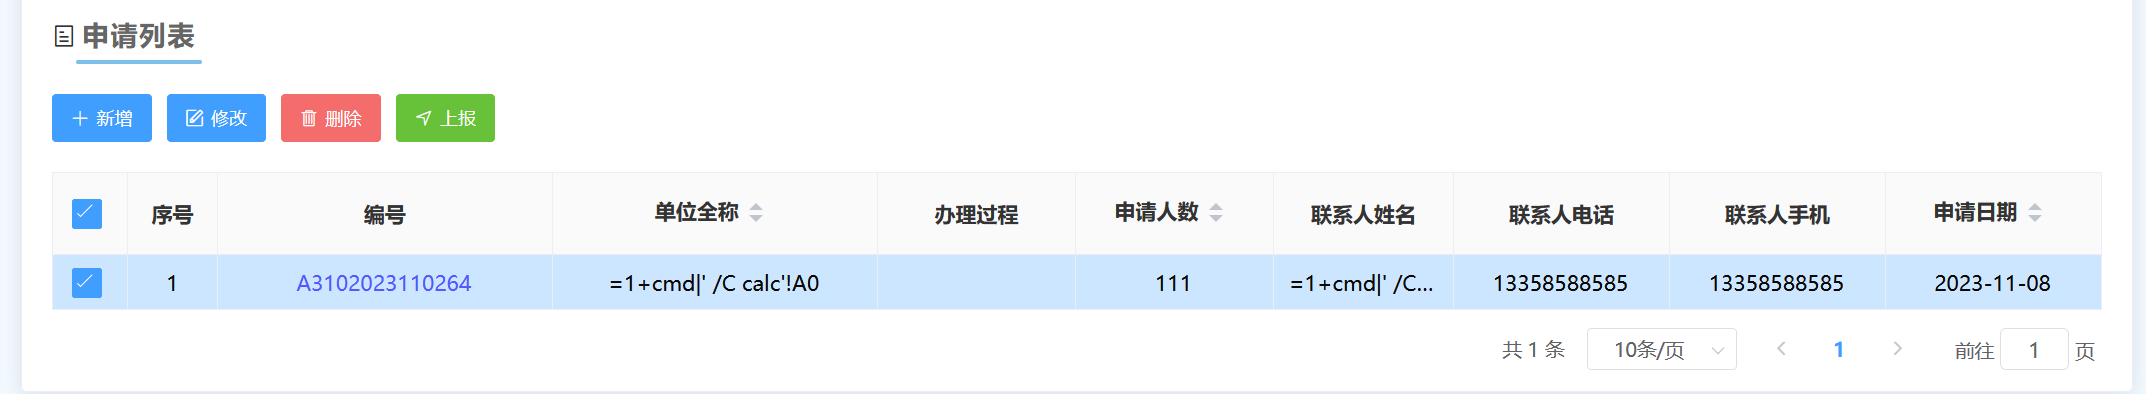 申请列表
新增 修改 删除 上报
序号 编号 单位全称 办理过程 申请人数 联系人姓名 联系人电话 联系人手机 申请日期
1 A3102023110264 =1+cmd|' /C calc'!A0 111 =1+cmd|' /C... 13358588585 13358588585 2023-11-08
共 1 条 10条/页 1 前往 1 页